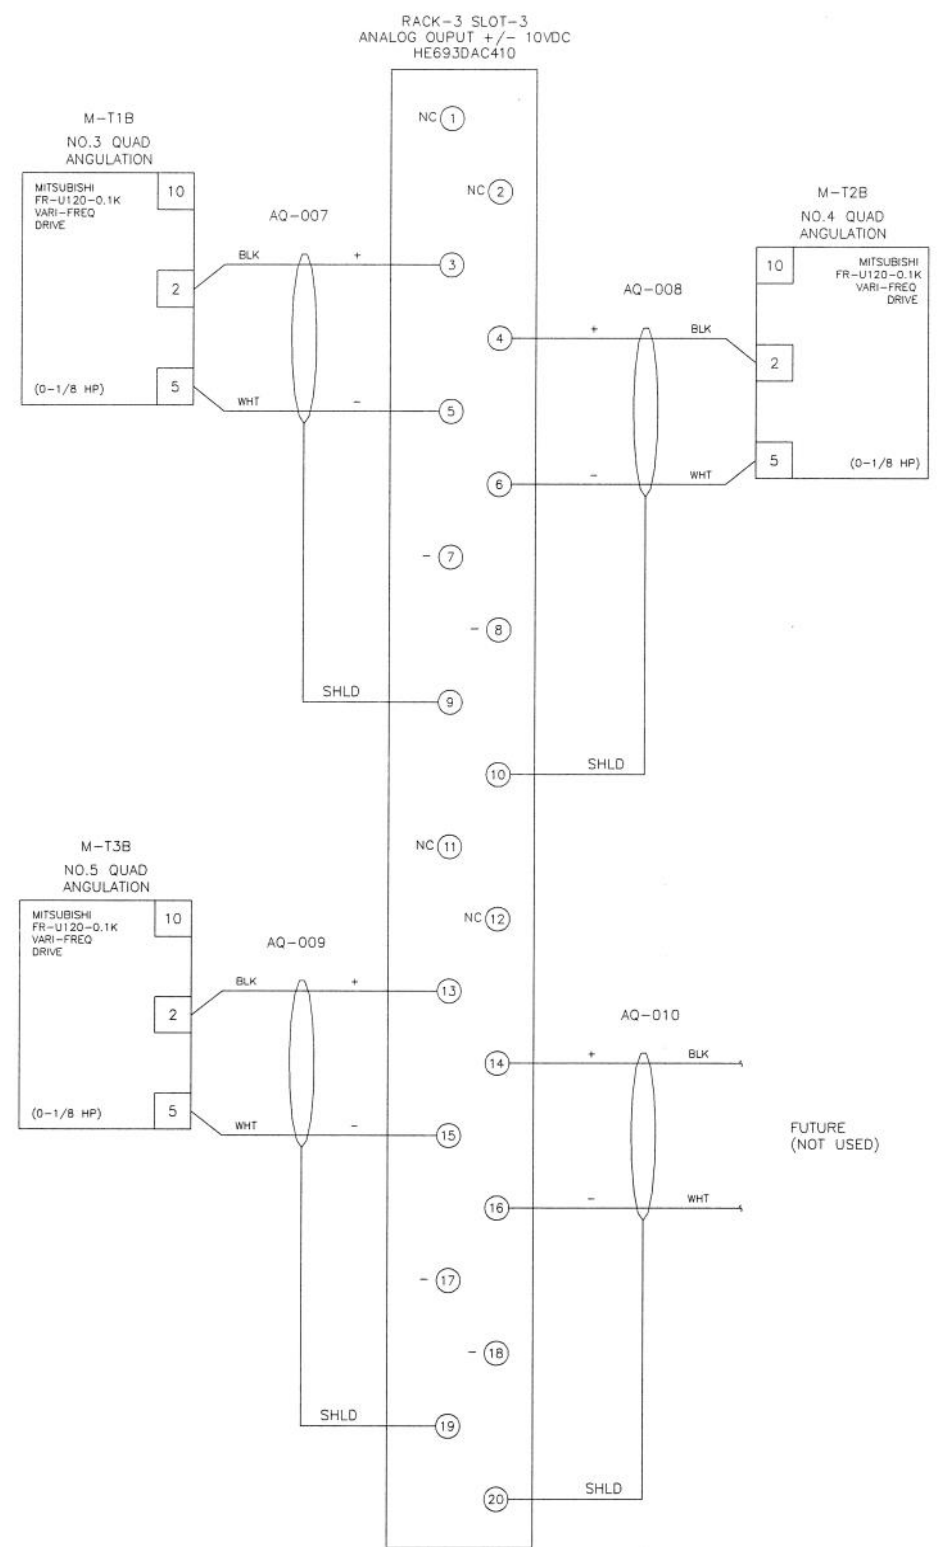 RACK-3 SLOT-3
ANALOG OUPUT +/- 10VDC
HE693DAC410
NC 1
M-T1B
NO.3 QUAD
ANGULATION
MITSUBISHI
FR-U120-0.1K
VARI-FREQ
DRIVE
10
2
5
(0-1/8 HP)
AQ-007
BLK
+
3
WHT
-
5
NC 2
M-T2B
NO.4 QUAD
ANGULATION
10
MITSUBISHI
FR-U120-0.1K
VARI-FREQ
DRIVE
2
5
(0-1/8 HP)
AQ-008
4
+
BLK
6
-
WHT
- 7
- 8
SHLD
9
10
SHLD
NC 11
M-T3B
NO.5 QUAD
ANGULATION
MITSUBISHI
FR-U120-0.1K
VARI-FREQ
DRIVE
10
2
5
(0-1/8 HP)
NC 12
AQ-009
BLK
+
13
WHT
-
15
AQ-010
14
+
BLK
FUTURE
(NOT USED)
16
-
WHT
- 17
- 18
SHLD
19
20
SHLD